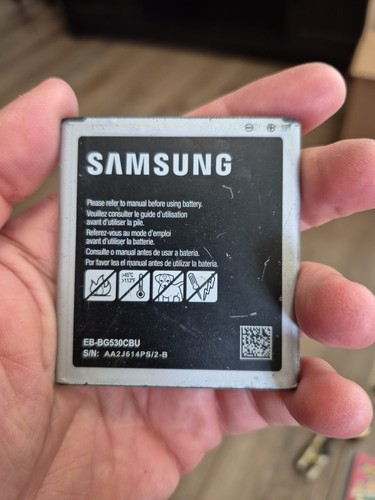 SAMSUNG
Please refer to manual before using battery.
Veuillez consulter le guide d'utilisation
avant d'utiliser la pile.
Referez-vous au mode d'emploi
avant d'utiliser la batterie.
Consulte o manual antes de usar a bateria.
Por favor lea el manual antes de utilizar la batería.
>45°C
>112°F
EB-BG530CBU
S/N: AA2J614PS/2-B